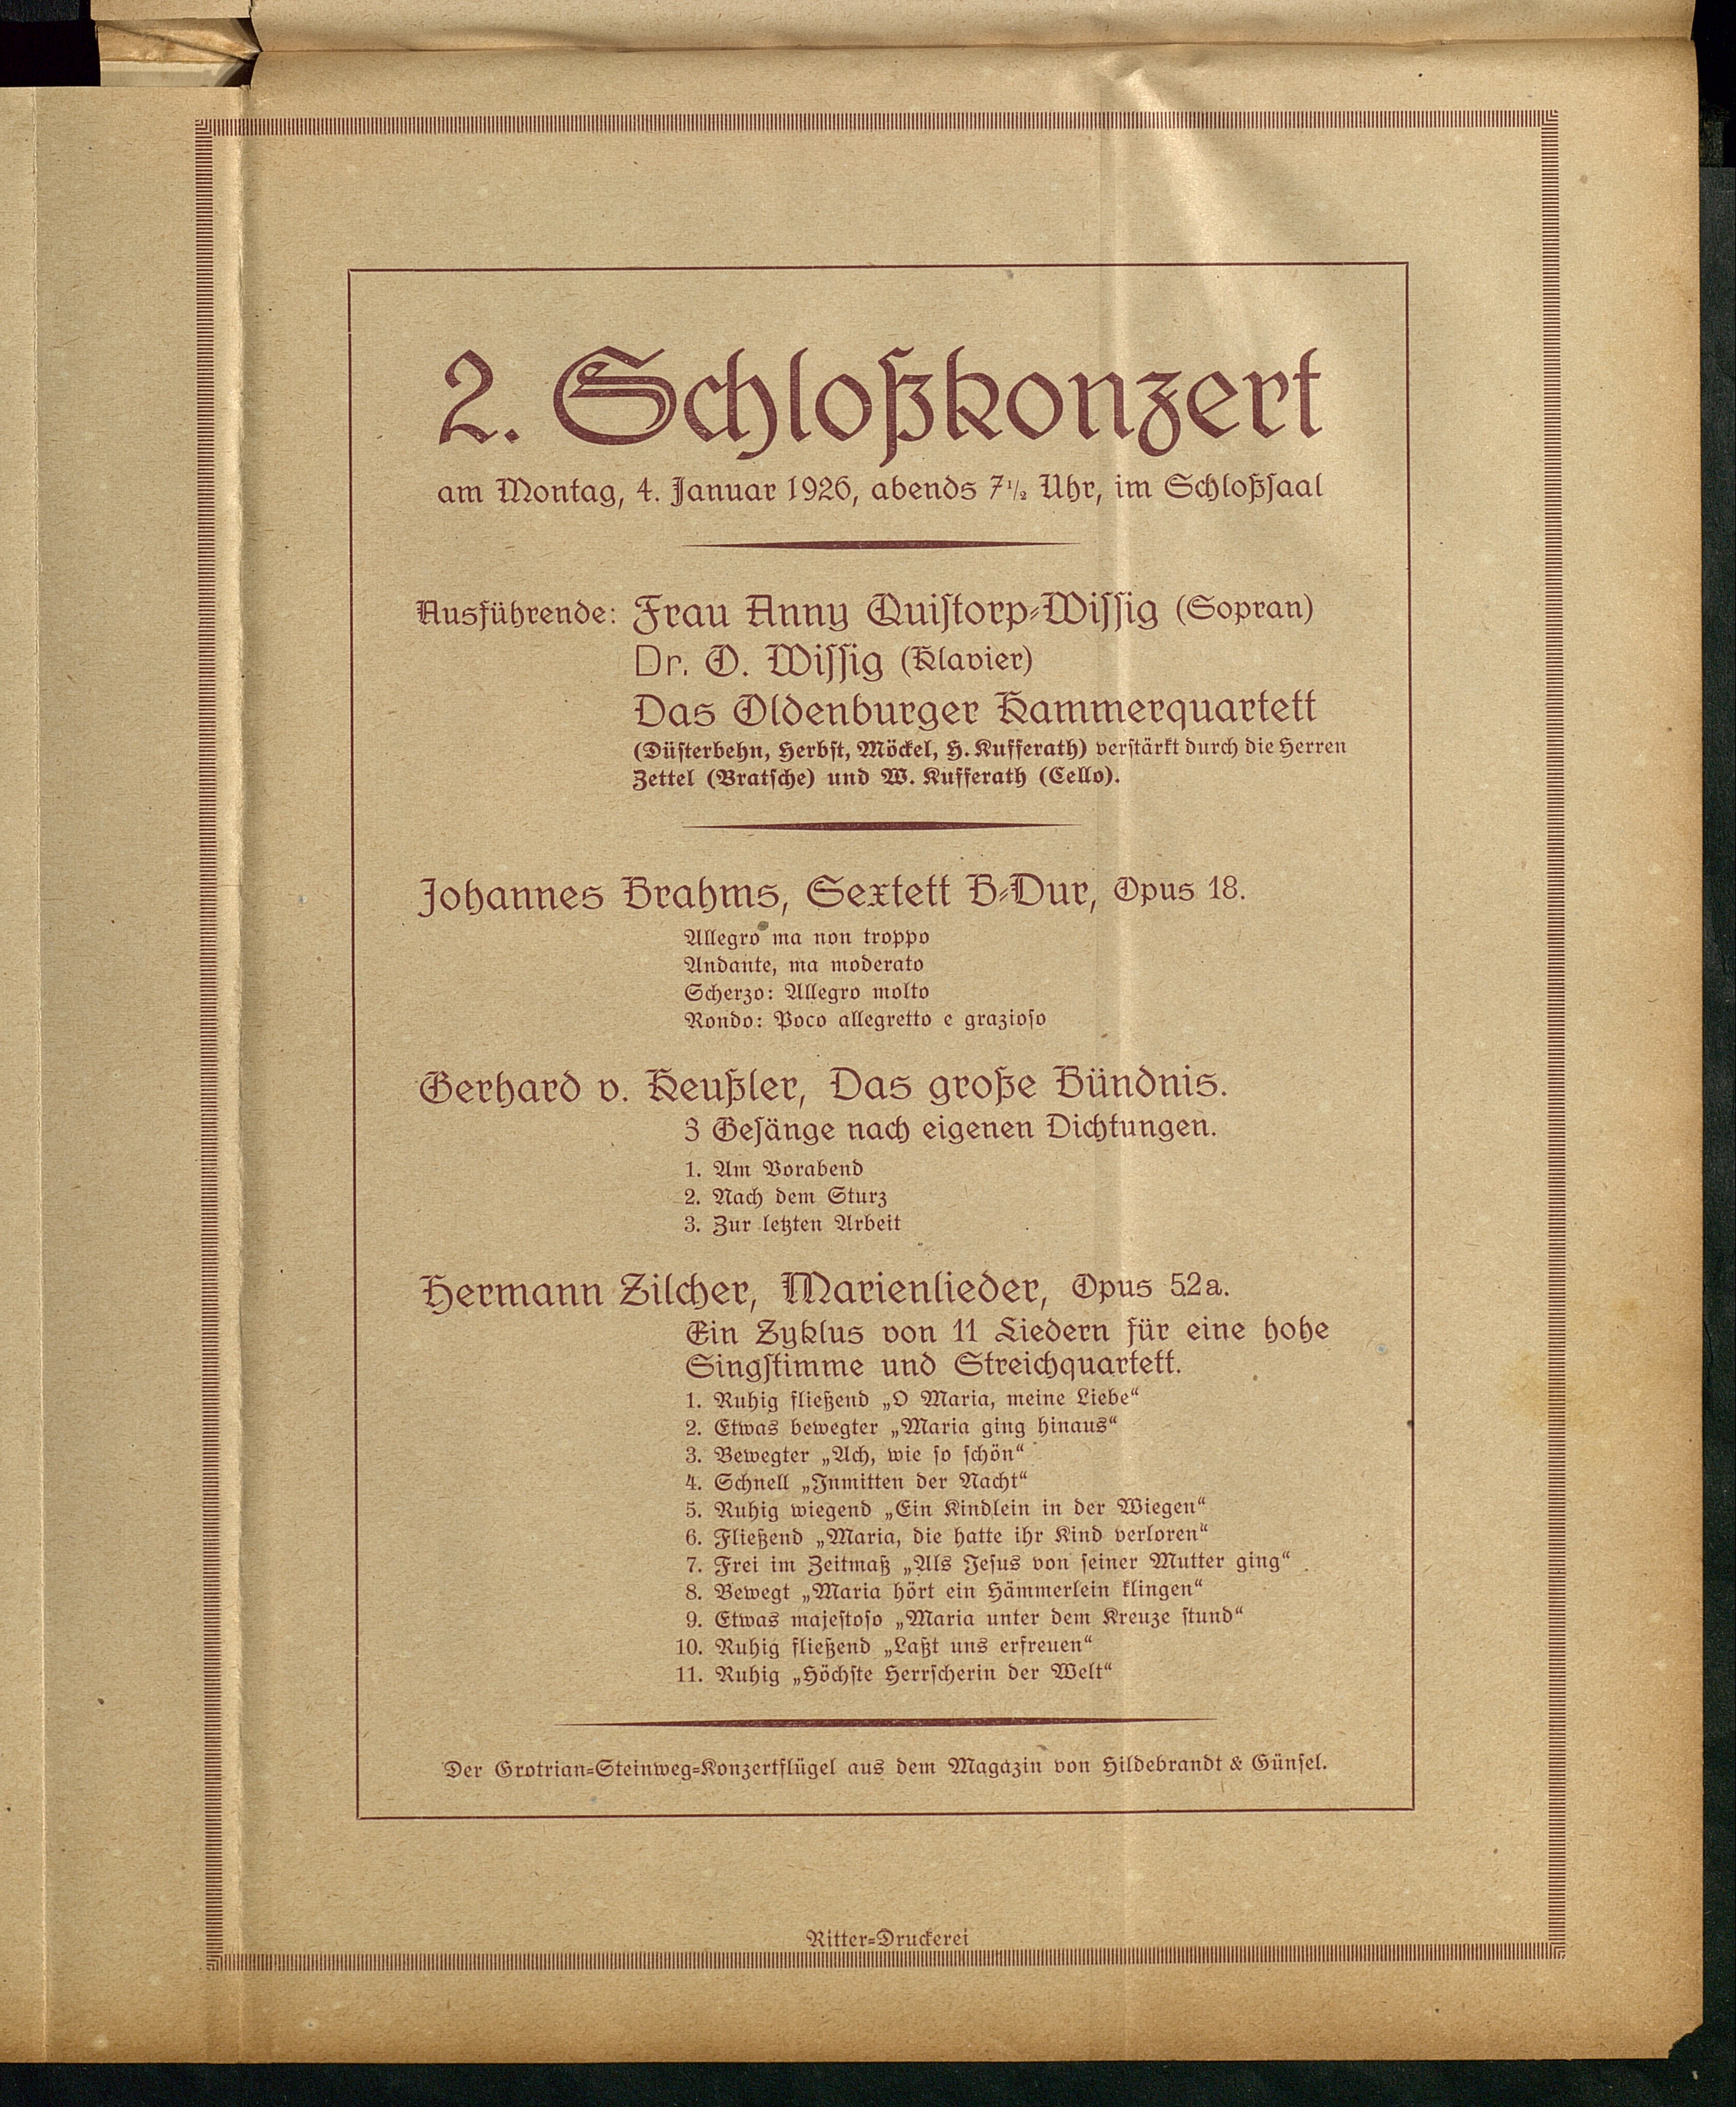 2. Schloßkonzert
am Montag, 4. Januar 1926, abends 7½ Uhr, im Schloßsaal
Ausführende: Frau Anny Quistorp-Wissig (Sopran)
Dr. O. Wissig (Klavier)
Das Oldenburger Kammerquartett
(Düsterbehn, Herbst, Möckel, H. Kufferath) verstärkt durch die Herren
Zettel (Bratsche) und W. Kufferath (Cello).
Johannes Brahms, Sextett B-Dur, Opus 18.
Allegro ma non troppo
Andante, ma moderato
Scherzo: Allegro molto
Rondo: Poco allegretto e grazioso
Gerhard v. Keußler, Das große Bündnis.
3 Gesänge nach eigenen Dichtungen.
1. Am Vorabend
2. Nach dem Sturz
3. Zur letzten Arbeit
Hermann Zilcher, Marienlieder, Opus 52a.
Ein Zyklus von 11 Liedern für eine hohe
Singstimme und Streichquartett.
1. Ruhig fließend „O Maria, meine Liebe“
2. Etwas bewegter „Maria ging hinaus“
3. Bewegter „Ach, wie so schön“
4. Schnell „Inmitten der Nacht“
5. Ruhig wiegend „Ein Kindlein in der Wiegen“
6. Fließend „Maria, die hatte ihr Kind verloren“
7. Frei im Zeitmaß „Als Jesus von seiner Mutter ging“
8. Bewegt „Maria hört ein Hämmerlein klingen“
9. Etwas majestoso „Maria unter dem Kreuze stund“
10. Ruhig fließend „Laßt uns erfreuen“
11. Ruhig „Höchste Herrscherin der Welt“
Der Grotrian-Steinweg-Konzertflügel aus dem Magazin von Hildebrandt & Günsel.
Ritter-Druckerei